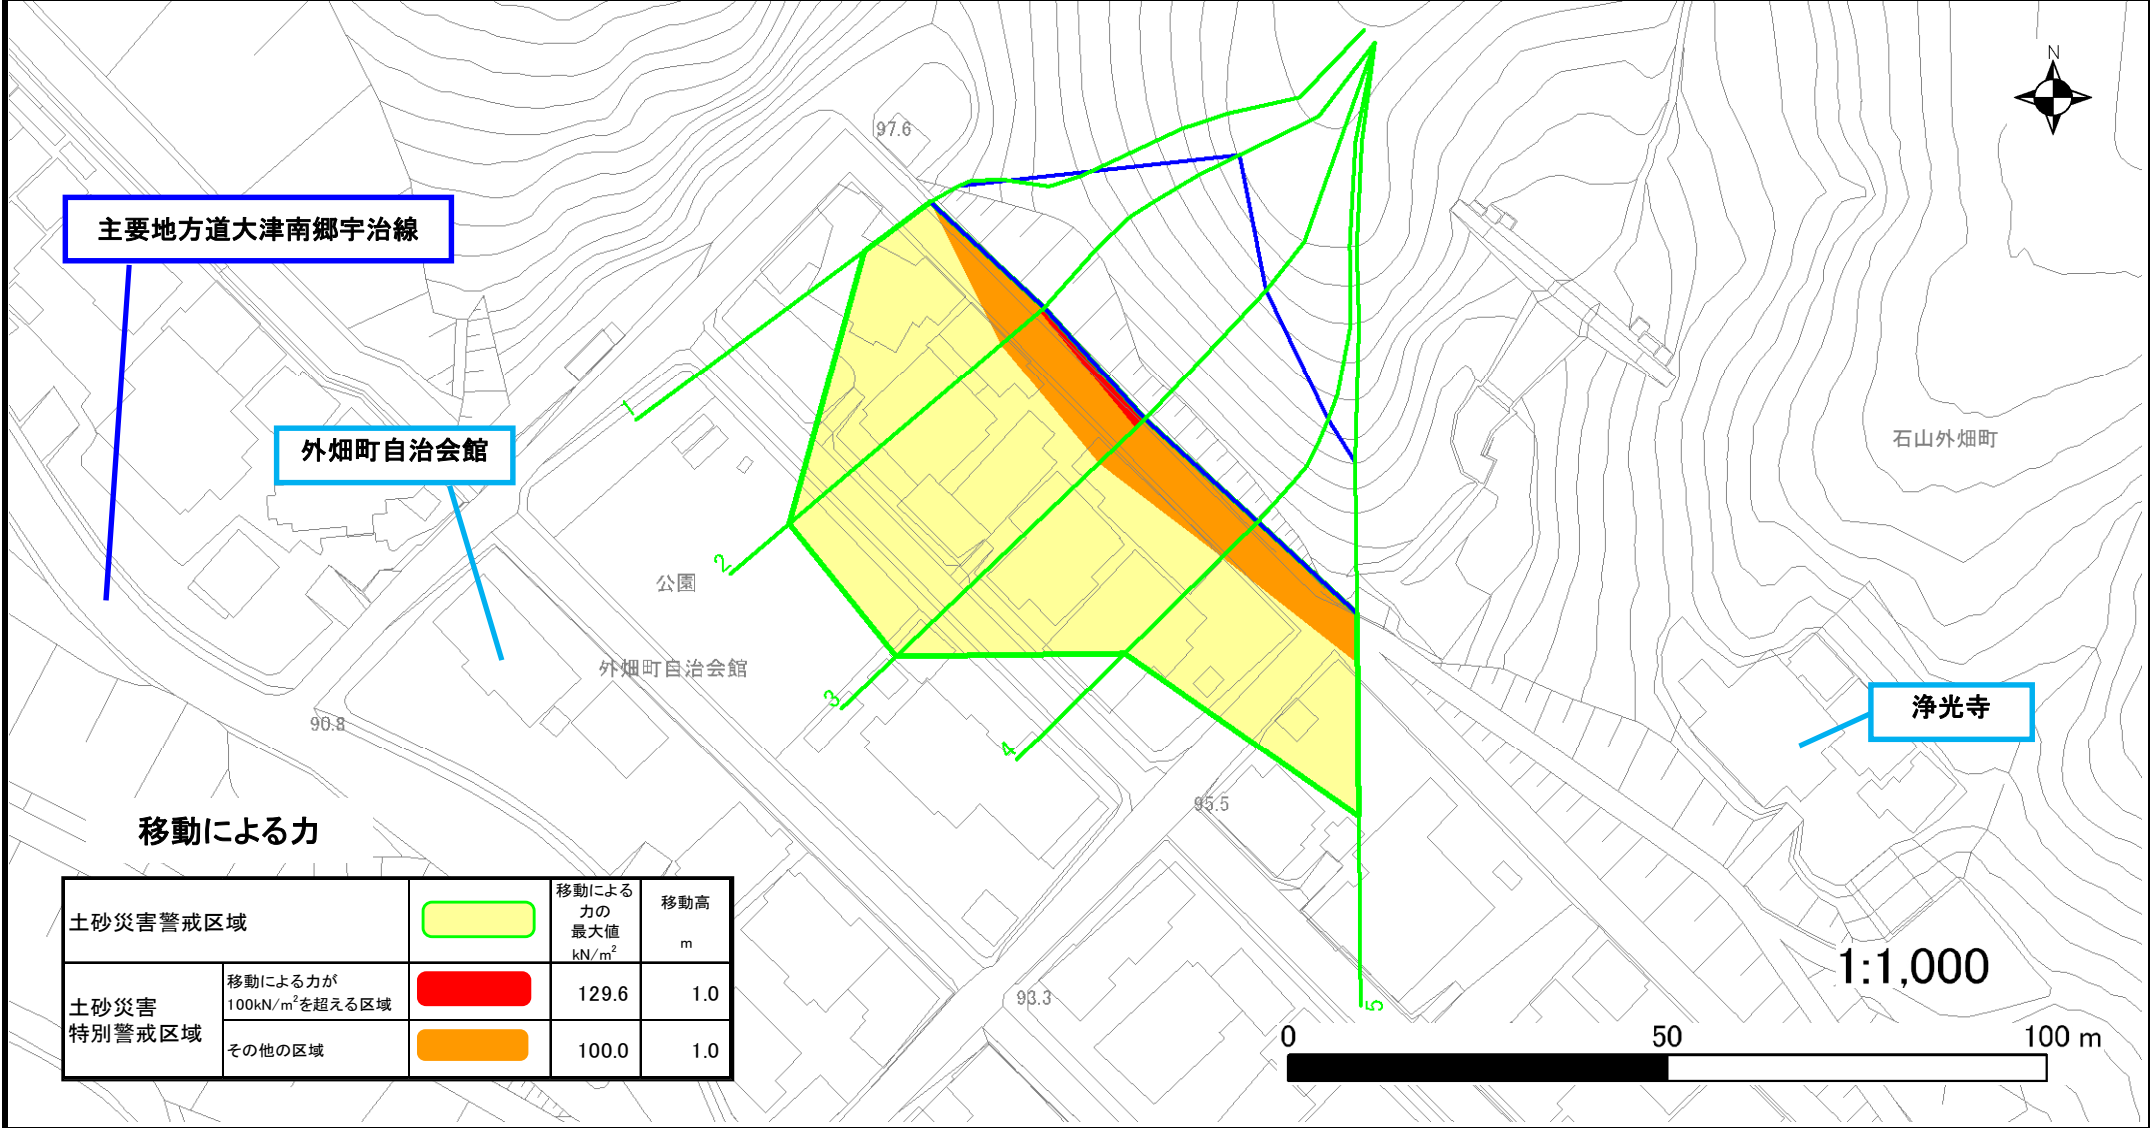 N
97.6
主要地方道大津南郷宇治線
外畑町自治会館
石山外畑町
1
2
公園
外畑町自治会館
3
4
90.8
浄光寺
95.5
移動による力
土砂災害警戒区域
移動による
力の
最大値
kN/m²
移動高
m
土砂災害
特別警戒区域
移動による力が
100kN/m²を超える区域
129.6
1.0
その他の区域
100.0
1.0
93.3
5
1:1,000
0
50
100 m